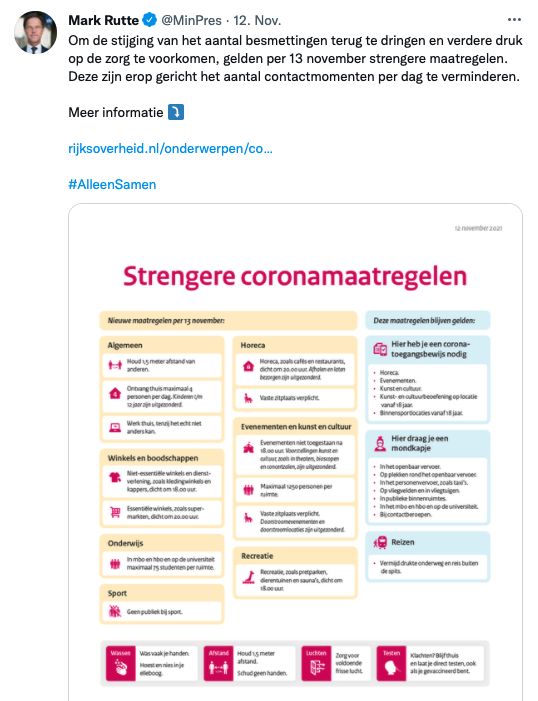 Mark Rutte @MinPres · 12. Nov.
Om de stijging van het aantal besmettingen terug te dringen en verdere druk
op de zorg te voorkomen, gelden per 13 november strengere maatregelen.
Deze zijn erop gericht het aantal contactmomenten per dag te verminderen.
Meer informatie ⤵️
rijksoverheid.nl/onderwerpen/co...
#AlleenSamen
12 november 2021
Strengere coronamaatregelen
Nieuwe maatregelen per 13 november:
Algemeen
Houd 1,5 meter afstand van
anderen.
Ontvang thuis maximaal 4
personen per dag. Kinderen t/m
12 jaar zijn uitgezonderd.
Werk thuis, tenzij het echt niet
anders kan.
Winkels en boodschappen
Niet-essentiële winkels en dienst-
verlening, zoals kledingwinkels en
kappers, dicht om 18.00 uur.
Essentiële winkels, zoals super-
markten, dicht om 20.00 uur.
Onderwijs
In mbo en hbo en op de universiteit
maximaal 75 studenten per ruimte.
Sport
Geen publiek bij sport.
Horeca
Horeca, zoals cafés en restaurants,
dicht om 20.00 uur. Afhalen en laten
bezorgen zijn uitgezonderd.
Vaste zitplaats verplicht.
Evenementen en kunst en cultuur
Evenementen niet toegestaan na
18.00 uur. Voorstellingen kunst en
cultuur, zoals in theaters, bioscopen
en concertzalen, zijn uitgezonderd.
Maximaal 1250 personen per
ruimte.
Vaste zitplaats verplicht.
Doorstroomevenementen en
doorstroomlocaties zijn uitgezonderd.
Recreatie
Recreatie, zoals pretparken,
dierentuinen en sauna's, dicht om
18.00 uur.
Deze maatregelen blijven gelden:
Hier heb je een corona-
toegangsbewijs nodig
• Horeca.
• Evenementen.
• Kunst en cultuur.
• Kunst- en cultuurbeoefening op locatie
vanaf 18 jaar.
• Binnensportlocaties vanaf 18 jaar.
Hier draag je een
mondkapje
• In het openbaar vervoer.
• Op plekken rond het openbaar vervoer.
• In het personenvervoer, zoals taxi's.
• Op vliegvelden en in vliegtuigen.
• In publieke binnenruimtes.
• In het mbo en hbo en op de universiteit.
• Bij contactberoepen.
Reizen
• Vermijd drukte onderweg en reis buiten
de spits.
Wassen
Was vaak je handen.
Hoest en nies in je
elleboog.
Afstand
Houd 1,5 meter
afstand.
Schud geen handen.
Luchten
Zorg voor
voldoende
frisse lucht.
Testen
Klachten? Blijf thuis
en laat je direct testen, ook
als je gevaccineerd bent.